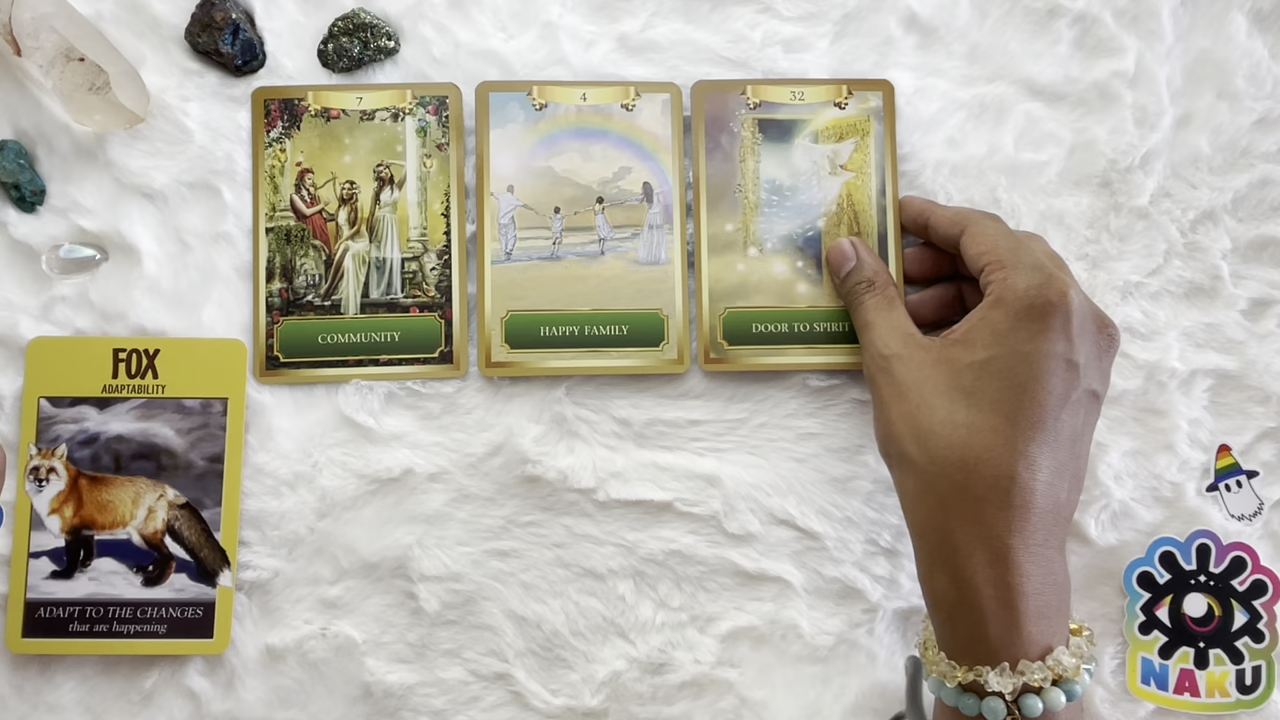 7
COMMUNITY
4
HAPPY FAMILY
32
DOOR TO SPIRIT
FOX
ADAPTABILITY
ADAPT TO THE CHANGES
that are happening
NAKU